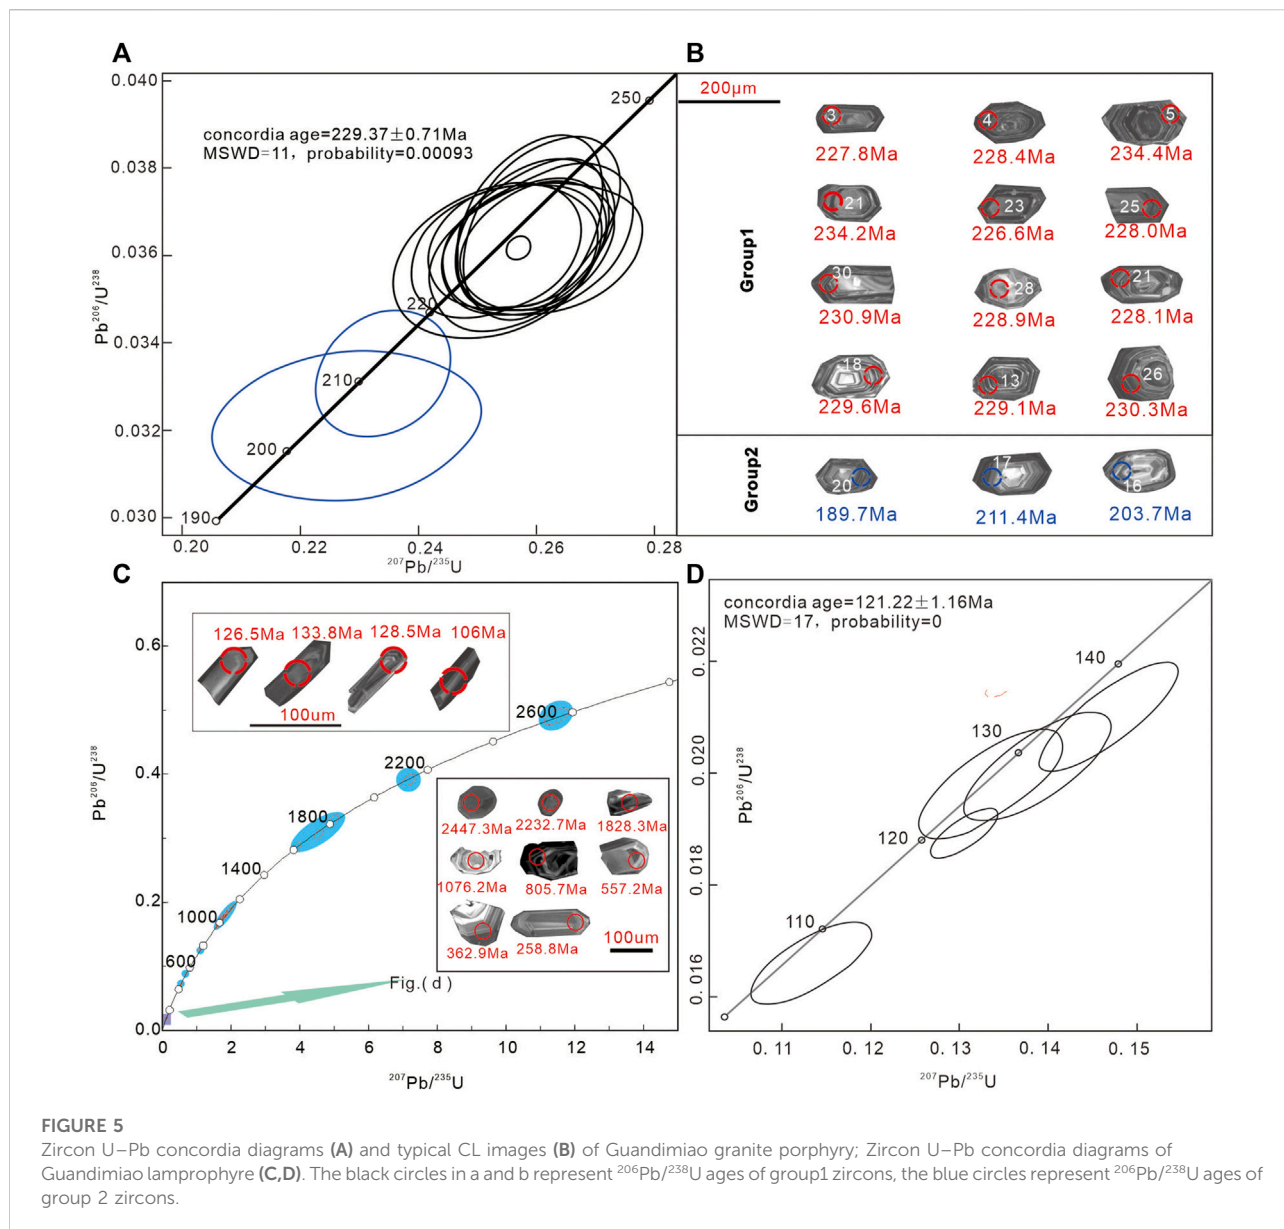 A
0.040
0.038
0.036
0.034
0.032
0.030
Pb²⁰⁶/U²³⁸
concordia age=229.37±0.71Ma
MSWD=11, probability=0.00093
250
220
210
200
190
0.20
0.22
0.24
0.26
0.28
²⁰⁷Pb/²³⁵U
B
200μm
Group1
3
4
5
227.8Ma
228.4Ma
234.4Ma
21
23
25
234.2Ma
226.6Ma
228.0Ma
30
28
21
230.9Ma
228.9Ma
228.1Ma
18
13
26
229.6Ma
229.1Ma
230.3Ma
Group2
20
17
16
189.7Ma
211.4Ma
203.7Ma
C
0.6
0.4
0.2
0.0
Pb²⁰⁶/U²³⁸
126.5Ma
133.8Ma
128.5Ma
106Ma
100um
2600
2200
1800
1400
1000
600
2447.3Ma
2232.7Ma
1828.3Ma
1076.2Ma
805.7Ma
557.2Ma
362.9Ma
258.8Ma
100um
Fig.(d)
0
2
4
6
8
10
12
14
²⁰⁷Pb/²³⁵U
D
concordia age=121.22±1.16Ma
MSWD=17, probability=0
0.022
0.020
0.018
0.016
Pb²⁰⁶/U²³⁸
140
130
120
110
0.11
0.12
0.13
0.14
0.15
²⁰⁷Pb/²³⁵U
FIGURE 5
Zircon U–Pb concordia diagrams (A) and typical CL images (B) of Guandimiao granite porphyry; Zircon U–Pb concordia diagrams of
Guandimiao lamprophyre (C,D). The black circles in a and b represent ²⁰⁶Pb/²³⁸U ages of group1 zircons, the blue circles represent ²⁰⁶Pb/²³⁸U ages of
group 2 zircons.